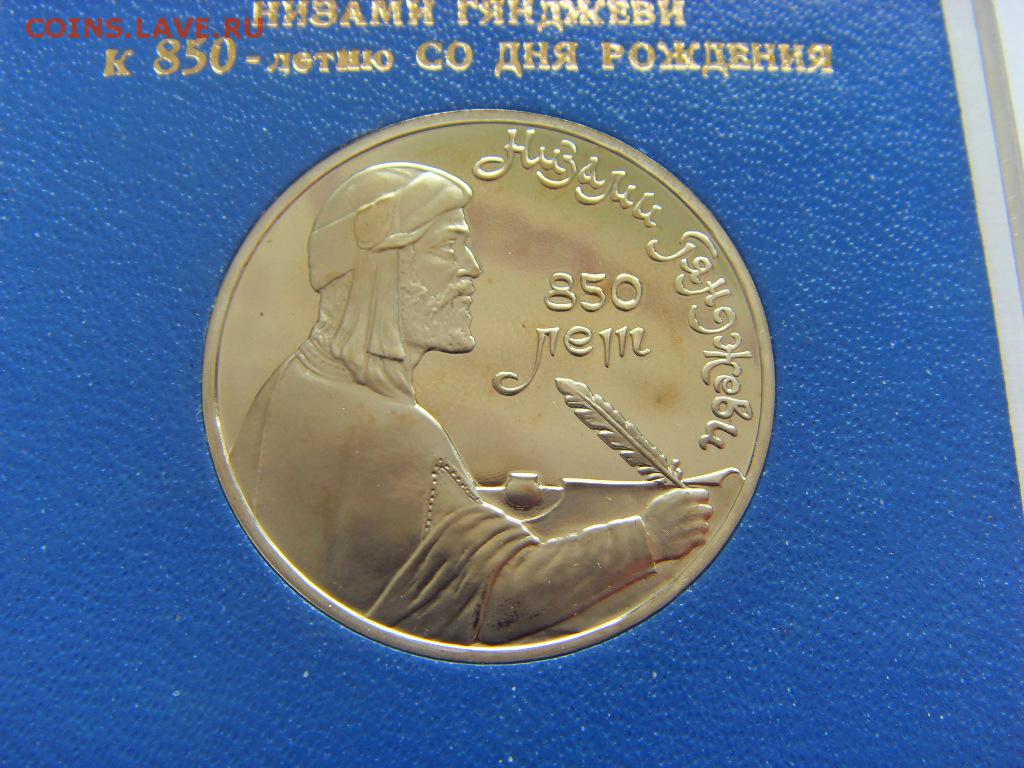 COINS.LAVE.RU
НИЗАМИ ГЯНДЖЕВИ
К 850-летию СО ДНЯ РОЖДЕНИЯ
Низами Гянджеви
850
лет